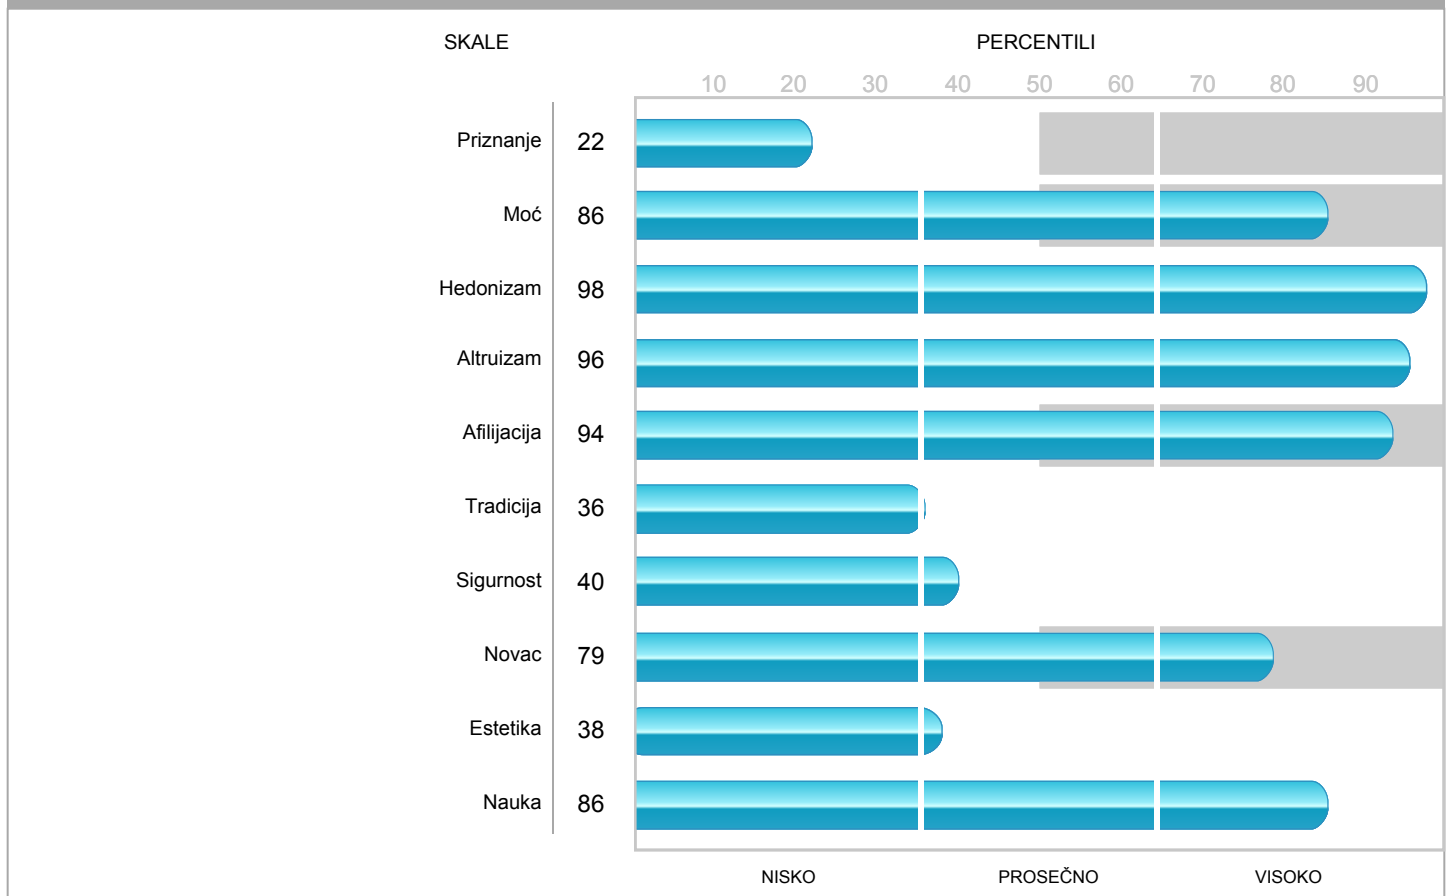 SKALE PERCENTILI
10 20 30 40 50 60 70 80 90
Priznanje 22
Moć 86
Hedonizam 98
Altruizam 96
Afilijacija 94
Tradicija 36
Sigurnost 40
Novac 79
Estetika 38
Nauka 86
NISKO PROSEČNO VISOKO